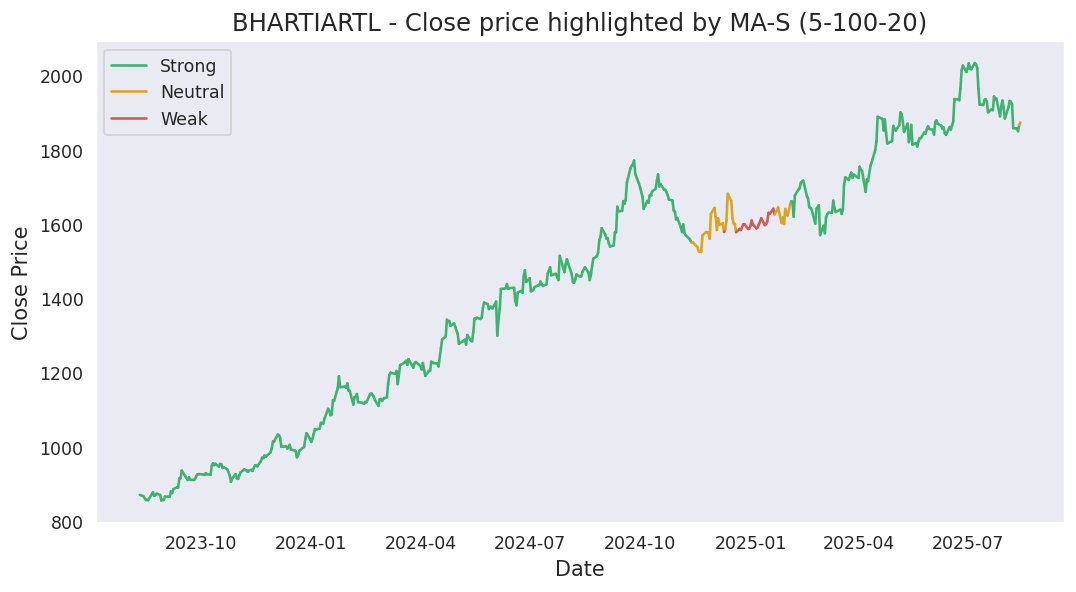 BHARTIARTL - Close price highlighted by MA-S (5-100-20)
Strong
Neutral
Weak
Close Price
2000
1800
1600
1400
1200
1000
800
2023-10 2024-01 2024-04 2024-07 2024-10 2025-01 2025-04 2025-07
Date